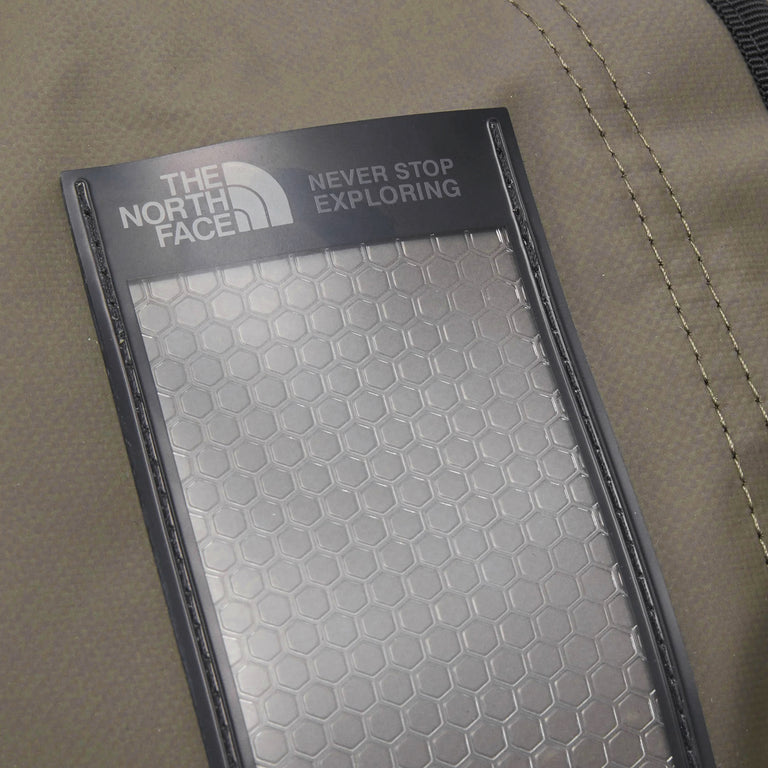 THE
NORTH
FACE
NEVER STOP
EXPLORING